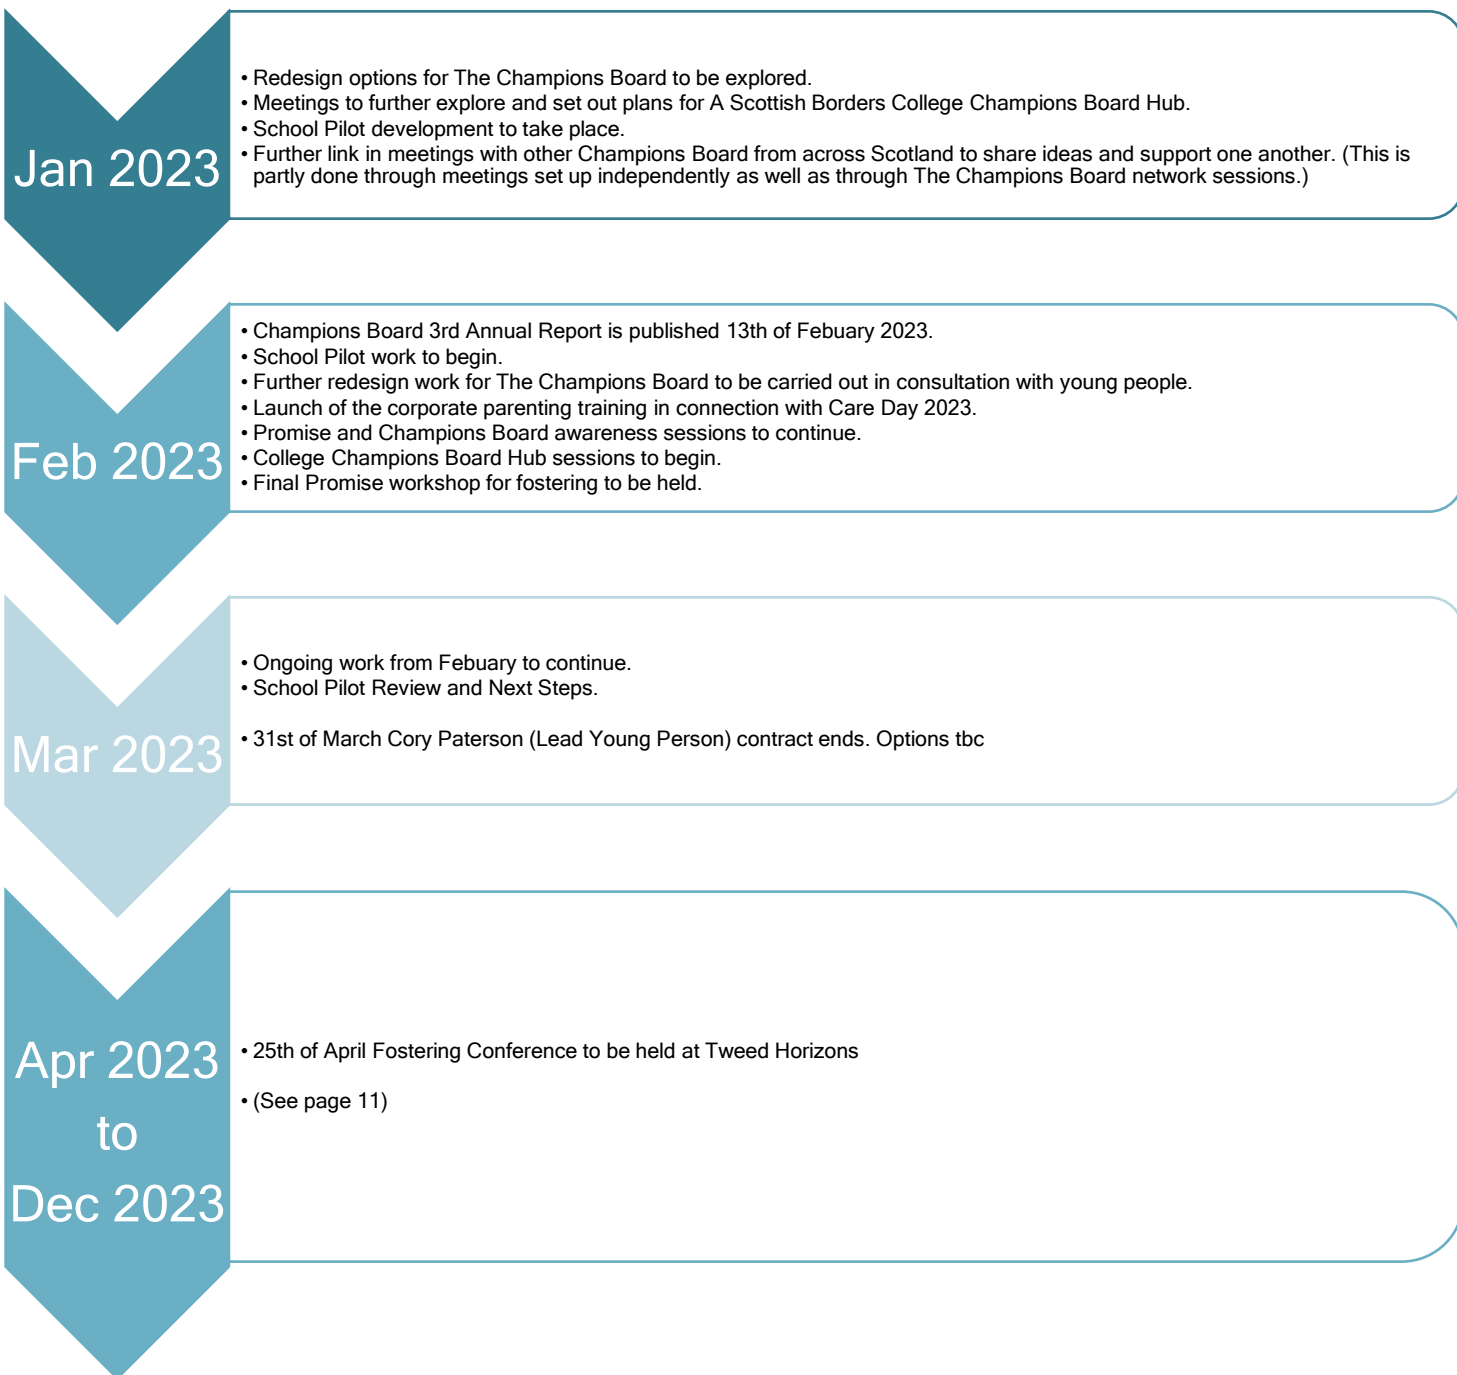 Jan 2023
• Redesign options for The Champions Board to be explored.
• Meetings to further explore and set out plans for A Scottish Borders College Champions Board Hub.
• School Pilot development to take place.
• Further link in meetings with other Champions Board from across Scotland to share ideas and support one another. (This is
partly done through meetings set up independently as well as through The Champions Board network sessions.)
Feb 2023
• Champions Board 3rd Annual Report is published 13th of Febuary 2023.
• School Pilot work to begin.
• Further redesign work for The Champions Board to be carried out in consultation with young people.
• Launch of the corporate parenting training in connection with Care Day 2023.
• Promise and Champions Board awareness sessions to continue.
• College Champions Board Hub sessions to begin.
• Final Promise workshop for fostering to be held.
Mar 2023
• Ongoing work from Febuary to continue.
• School Pilot Review and Next Steps.
• 31st of March Cory Paterson (Lead Young Person) contract ends. Options tbc
Apr 2023
to
Dec 2023
• 25th of April Fostering Conference to be held at Tweed Horizons
• (See page 11)